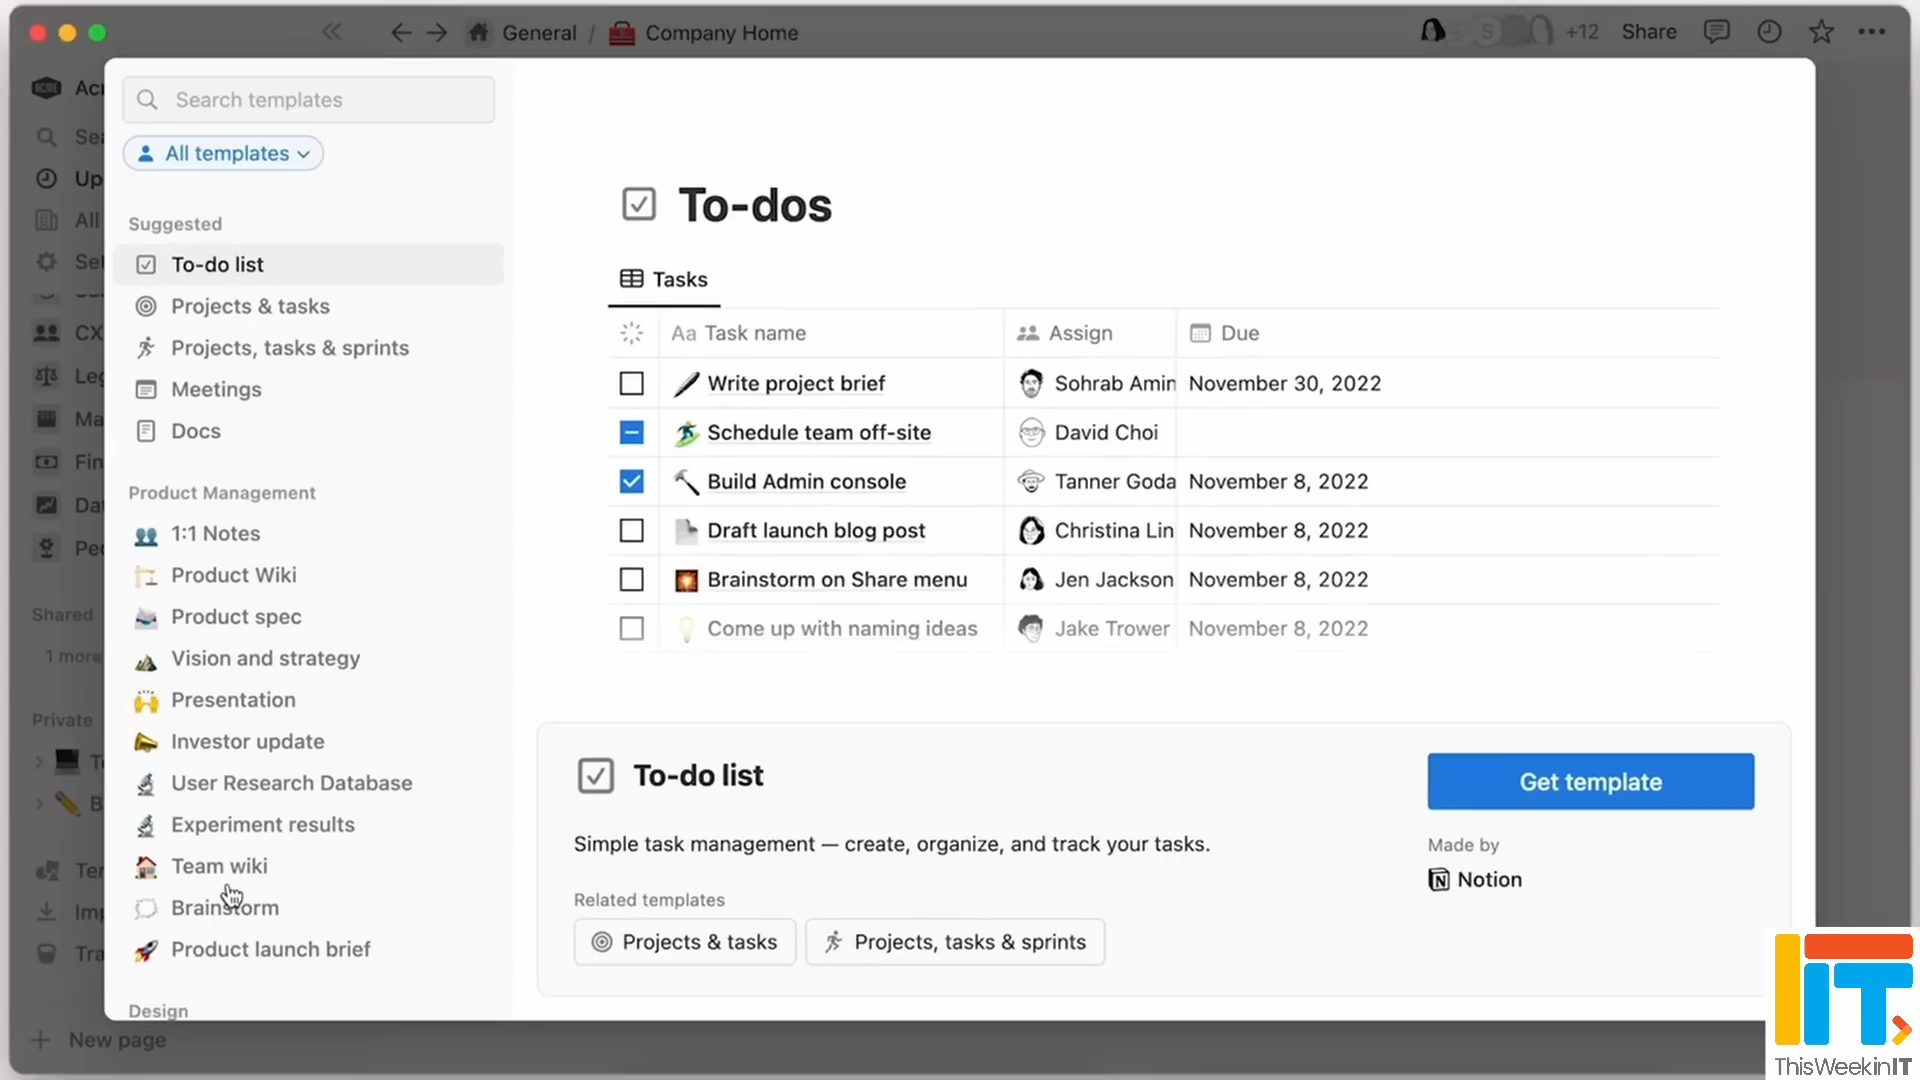 General / Company Home
+12
Share
Search templates
All templates
Suggested
To-do list
Projects & tasks
Projects, tasks & sprints
Meetings
Docs
Product Management
1:1 Notes
Product Wiki
Product spec
Vision and strategy
Presentation
Investor update
User Research Database
Experiment results
Team wiki
Brainstorm
Product launch brief
Design
To-dos
Tasks
Aa Task name Assign Due
Write project brief Sohrab Amin November 30, 2022
Schedule team off-site David Choi
Build Admin console Tanner Goda November 8, 2022
Draft launch blog post Christina Lin November 8, 2022
Brainstorm on Share menu Jen Jackson November 8, 2022
Come up with naming ideas Jake Trower November 8, 2022
To-do list
Simple task management — create, organize, and track your tasks.
Related templates
Projects & tasks
Projects, tasks & sprints
Get template
Made by
Notion
Shared
1 more
Private
New page
IT
ThisWeekinIT